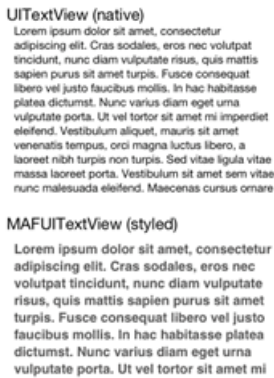 UITextView (native)
Lorem ipsum dolor sit amet, consectetur
adipiscing elit. Cras sodales, eros nec volutpat
tincidunt, nunc diam vulputate risus, quis mattis
sapien purus sit amet turpis. Fusce consequat
libero vel justo faucibus mollis. In hac habitasse
platea dictumst. Nunc varius diam eget urna
vulputate porta. Ut vel tortor sit amet mi imperdiet
eleifend. Vestibulum aliquet, mauris sit amet
venenatis tempus, orci magna luctus libero, a
laoreet nibh turpis non turpis. Sed vitae ligula vitae
massa laoreet porta. Vestibulum sit amet sem vitae
nunc malesuada eleifend. Maecenas cursus ornare
MAFUITextView (styled)
Lorem ipsum dolor sit amet, consectetur
adipiscing elit. Cras sodales, eros nec
volutpat tincidunt, nunc diam vulputate
risus, quis mattis sapien purus sit amet
turpis. Fusce consequat libero vel justo
faucibus mollis. In hac habitasse platea
dictumst. Nunc varius diam eget urna
vulputate porta. Ut vel tortor sit amet mi